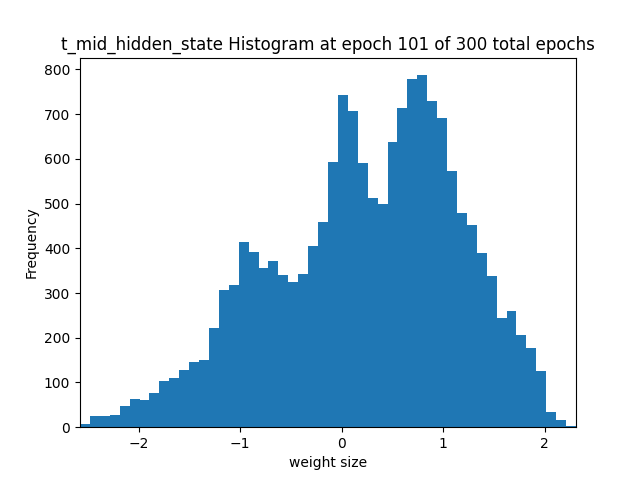 t_mid_hidden_state Histogram at epoch 101 of 300 total epochs
800
700
600
500
400
300
200
100
0
Frequency
−2 −1 0 1 2
weight size